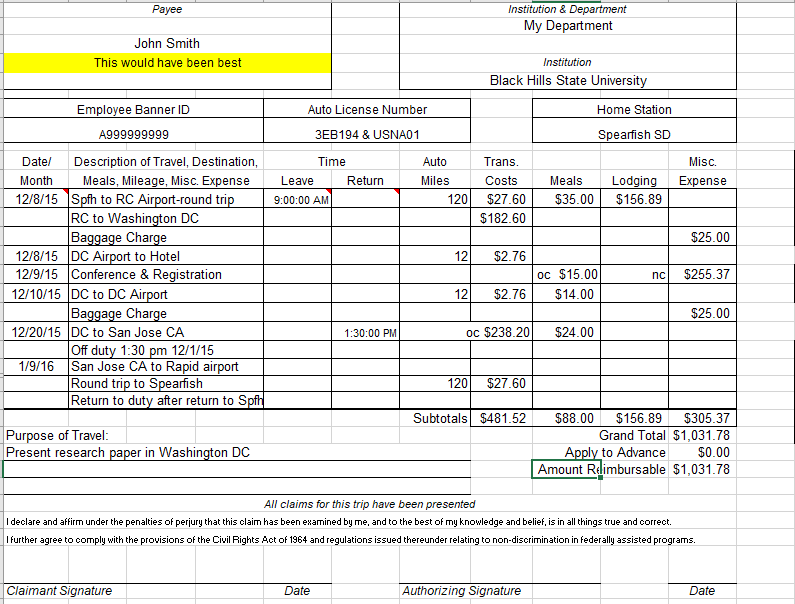 Payee Institution & Department
My Department
John Smith
This would have been best Institution
Black Hills State University
Employee Banner ID Auto License Number Home Station
A999999999 3EB194 & USNA01 Spearfish SD
Date/ Description of Travel, Destination, Time Auto Trans. Misc.
Month Meals, Mileage, Misc. Expense Leave Return Miles Costs Meals Lodging Expense
12/8/15 Spfh to RC Airport-round trip 9:00:00 AM 120 $27.60 $35.00 $156.89
RC to Washington DC $182.60
Baggage Charge $25.00
12/8/15 DC Airport to Hotel 12 $2.76
12/9/15 Conference & Registration oc $15.00 nc $255.37
12/10/15 DC to DC Airport 12 $2.76 $14.00
Baggage Charge $25.00
12/20/15 DC to San Jose CA 1:30:00 PM oc $238.20 $24.00
Off duty 1:30 pm 12/1/15
1/9/16 San Jose CA to Rapid airport
Round trip to Spearfish 120 $27.60
Return to duty after return to Spfh
Subtotals $481.52 $88.00 $156.89 $305.37
Purpose of Travel: Grand Total $1,031.78
Present research paper in Washington DC Apply to Advance $0.00
Amount Reimbursable $1,031.78
All claims for this trip have been presented
I declare and affirm under the penalties of perjury that this claim has been examined by me, and to the best of my knowledge and belief, is in all things true and correct.
I further agree to comply with the provisions of the Civil Rights Act of 1964 and regulations issued thereunder relating to non-discrimination in federally assisted programs.
Claimant Signature Date Authorizing Signature Date